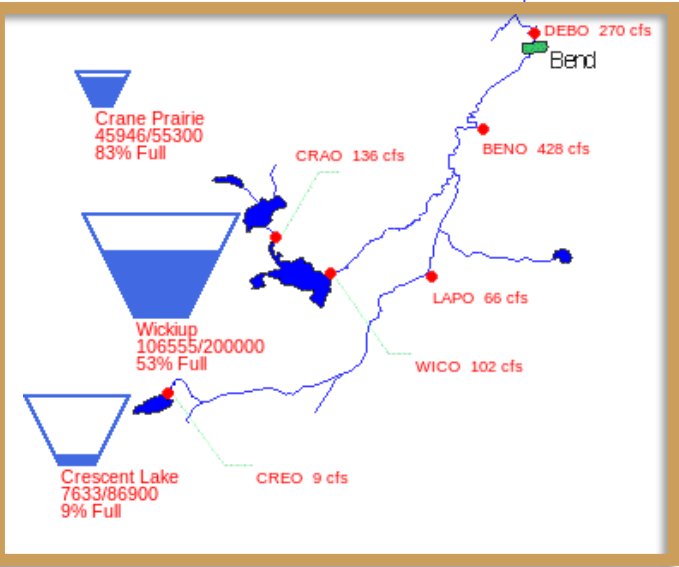 DEBO 270 cfs
Bend
Crane Prairie
45946/55300
83% Full
CRAO 136 cfs
BENO 428 cfs
Wickiup
106555/200000
53% Full
LAPO 66 cfs
WICO 102 cfs
Crescent Lake
7633/86900
9% Full
CREO 9 cfs